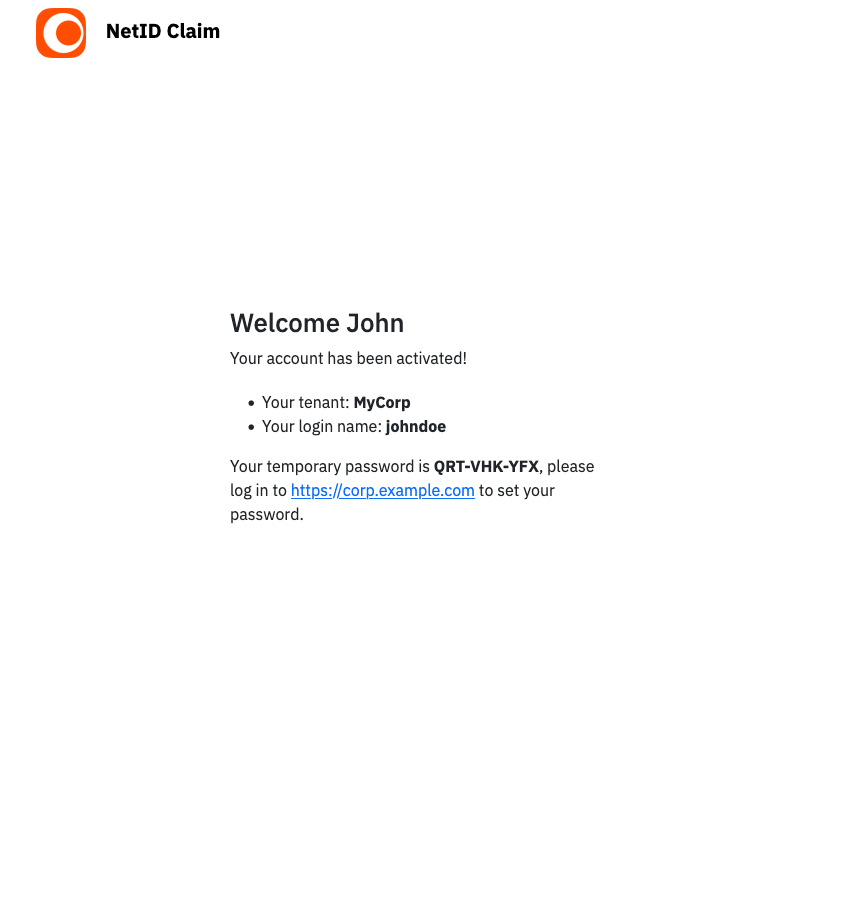 NetID Claim
Welcome John
Your account has been activated!
• Your tenant: MyCorp
• Your login name: johndoe
Your temporary password is QRT-VHK-YFX, please
log in to https://corp.example.com to set your
password.